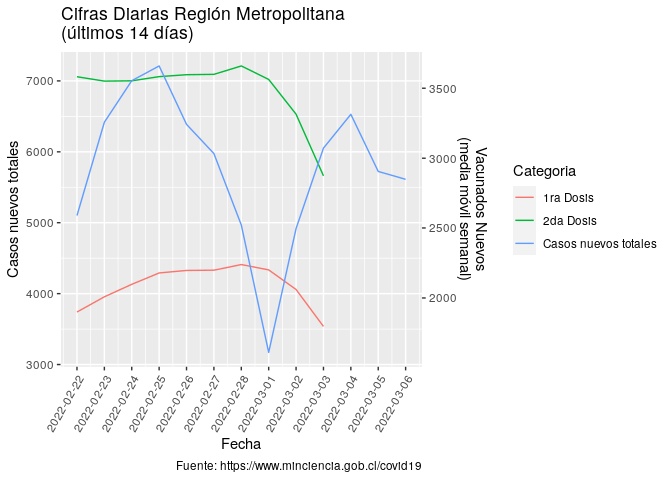 Cifras Diarias Región Metropolitana
(últimos 14 días)
Casos nuevos totales
7000
6000
5000
4000
3000
3500
3000
2500
2000
Vacunados Nuevos
(media móvil semanal)
2022-02-22
2022-02-23
2022-02-24
2022-02-25
2022-02-26
2022-02-27
2022-02-28
2022-03-01
2022-03-02
2022-03-03
2022-03-04
2022-03-05
2022-03-06
Fecha
Categoria
1ra Dosis
2da Dosis
Casos nuevos totales
Fuente: https://www.minciencia.gob.cl/covid19